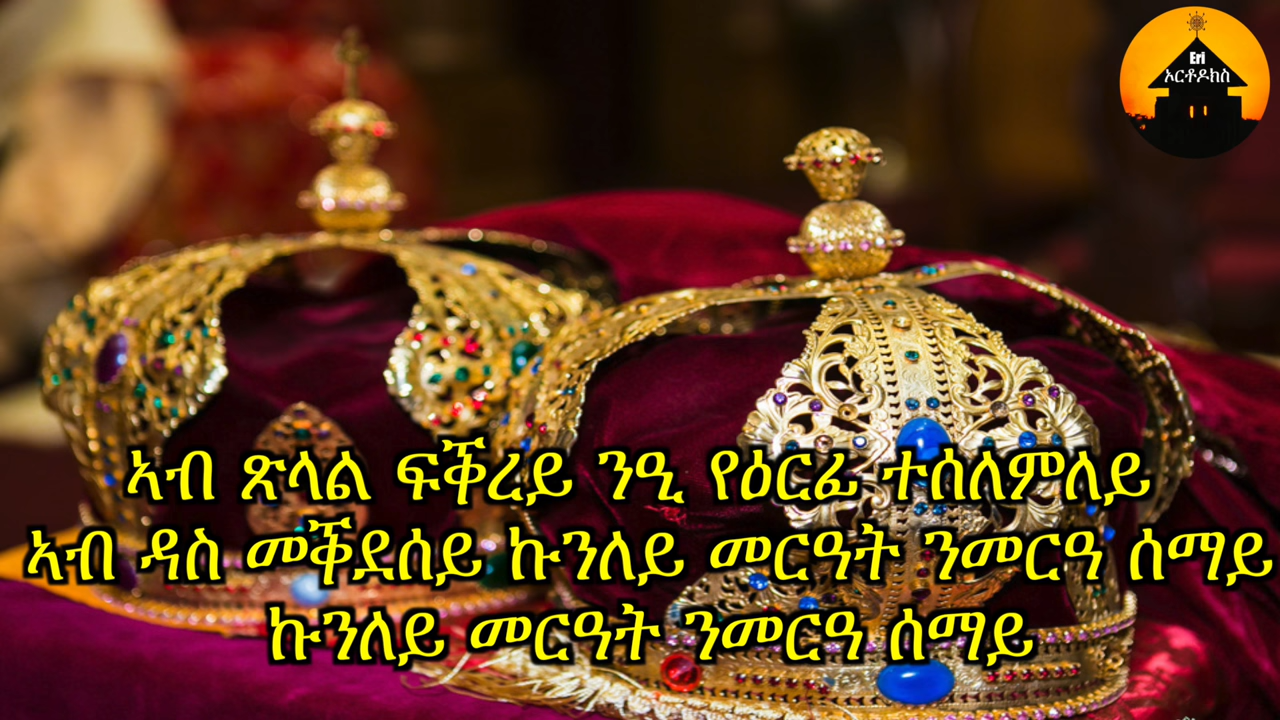 Eri
ኦርቶዶክስ
ኣብ ጽላል ፍቕረይ ንዒ የዕርፊ ተሰለምለይ
ኣብ ዳስ መቕደሰይ ኩንለይ መርዓት ንመርዓ ሰማይ
ኩንለይ መርዓት ንመርዓ ሰማይ